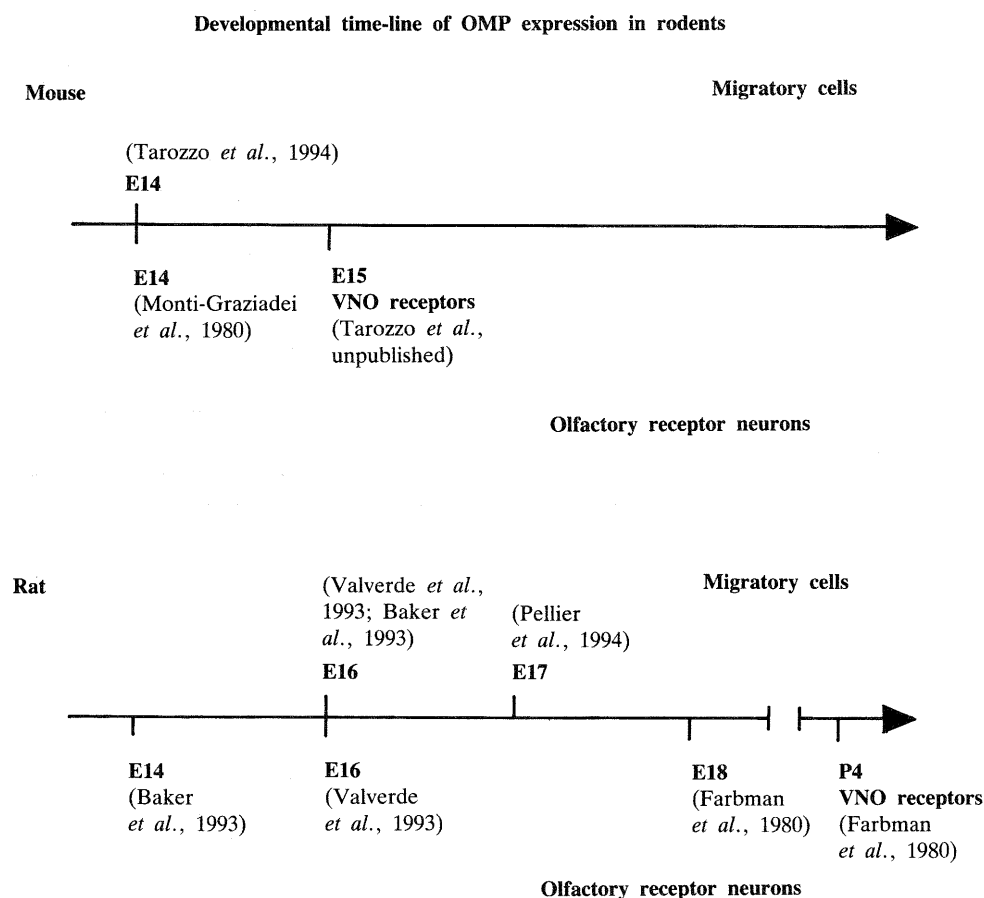 Developmental time-line of OMP expression in rodents
Mouse
Migratory cells
(Tarozzo et al., 1994)
E14
E14
(Monti-Graziadei
et al., 1980)
E15
VNO receptors
(Tarozzo et al.,
unpublished)
Olfactory receptor neurons
Rat
Migratory cells
(Valverde et al.,
1993; Baker et
al., 1993)
E16
(Pellier
et al., 1994)
E17
E14
(Baker
et al., 1993)
E16
(Valverde
et al., 1993)
E18
(Farbman
et al., 1980)
P4
VNO receptors
(Farbman
et al., 1980)
Olfactory receptor neurons